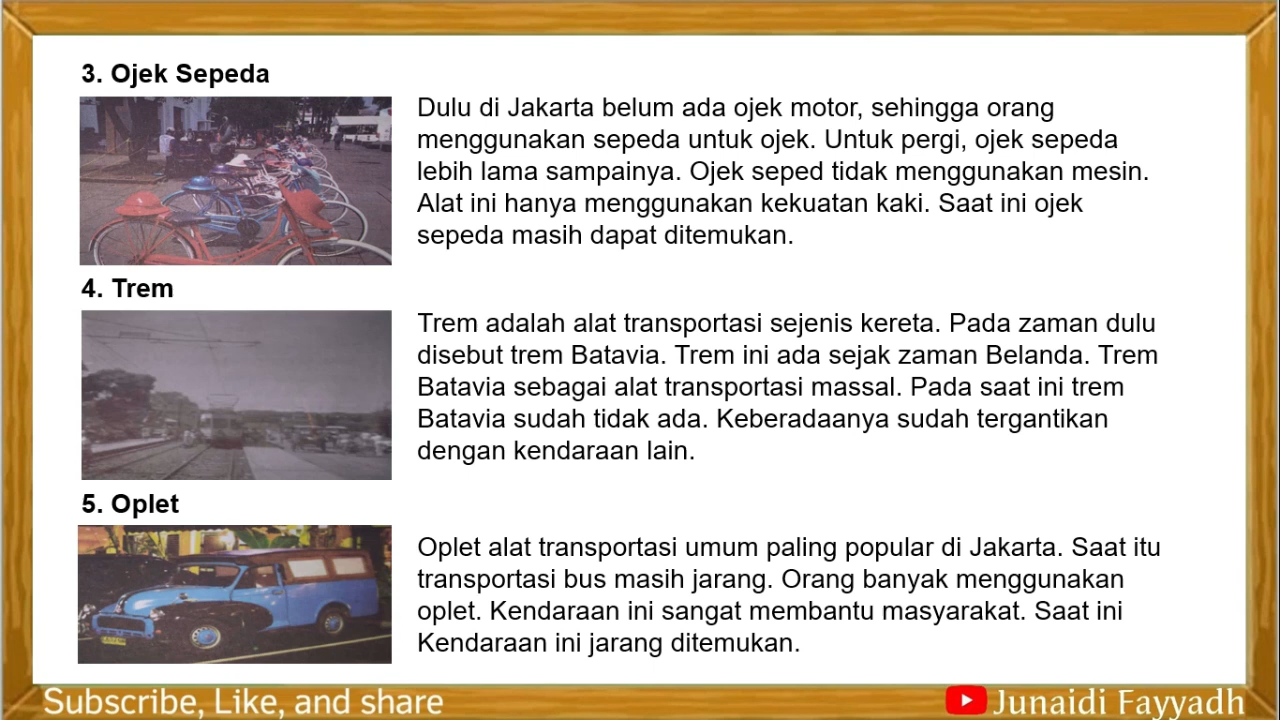 3. Ojek Sepeda
Dulu di Jakarta belum ada ojek motor, sehingga orang
menggunakan sepeda untuk ojek. Untuk pergi, ojek sepeda
lebih lama sampainya. Ojek seped tidak menggunakan mesin.
Alat ini hanya menggunakan kekuatan kaki. Saat ini ojek
sepeda masih dapat ditemukan.
4. Trem
Trem adalah alat transportasi sejenis kereta. Pada zaman dulu
disebut trem Batavia. Trem ini ada sejak zaman Belanda. Trem
Batavia sebagai alat transportasi massal. Pada saat ini trem
Batavia sudah tidak ada. Keberadaanya sudah tergantikan
dengan kendaraan lain.
5. Oplet
Oplet alat transportasi umum paling popular di Jakarta. Saat itu
transportasi bus masih jarang. Orang banyak menggunakan
oplet. Kendaraan ini sangat membantu masyarakat. Saat ini
Kendaraan ini jarang ditemukan.
Subscribe, Like, and share
Junaidi Fayyadh